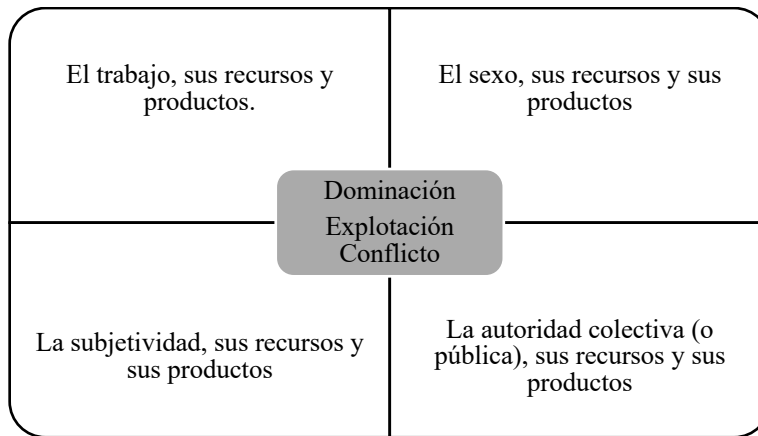 El trabajo, sus recursos y
productos.
El sexo, sus recursos y sus
productos
Dominación
Explotación
Conflicto
La subjetividad, sus recursos y
sus productos
La autoridad colectiva (o
pública), sus recursos y sus
productos